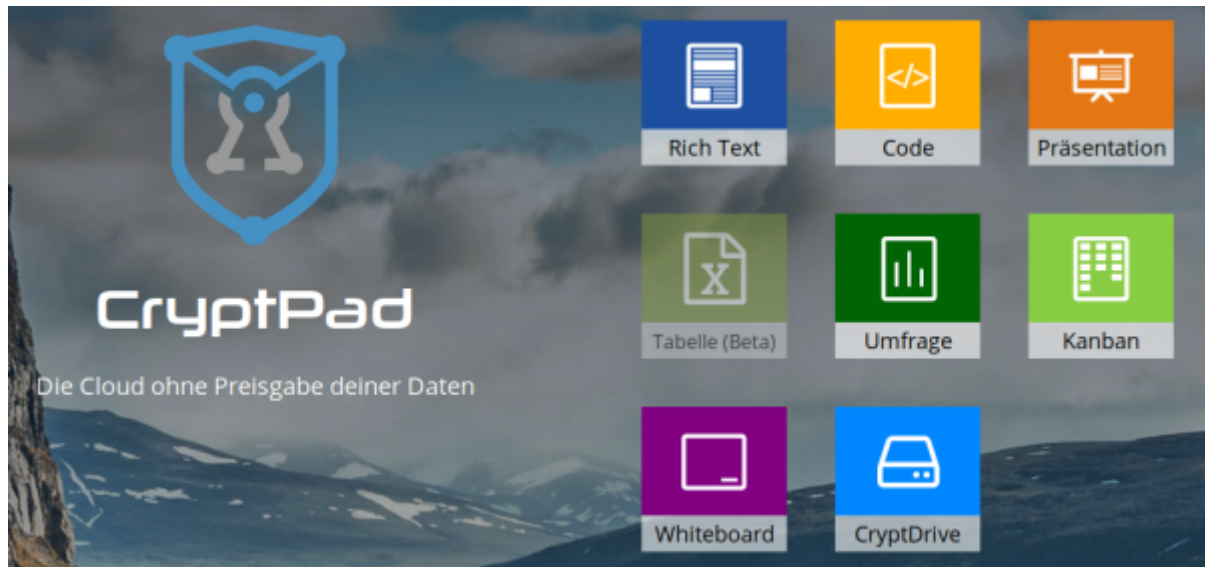 CryptPad
Die Cloud ohne Preisgabe deiner Daten
Rich Text
Code
Präsentation
Tabelle (Beta)
Umfrage
Kanban
Whiteboard
CryptDrive